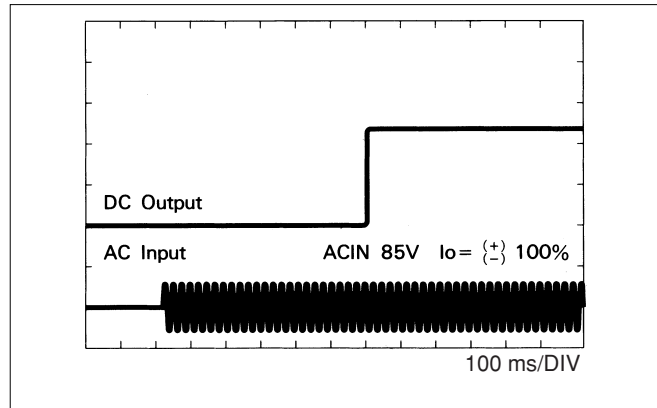 DC Output
AC Input ACIN 85V Io= (+) (-) 100%
100 ms/DIV